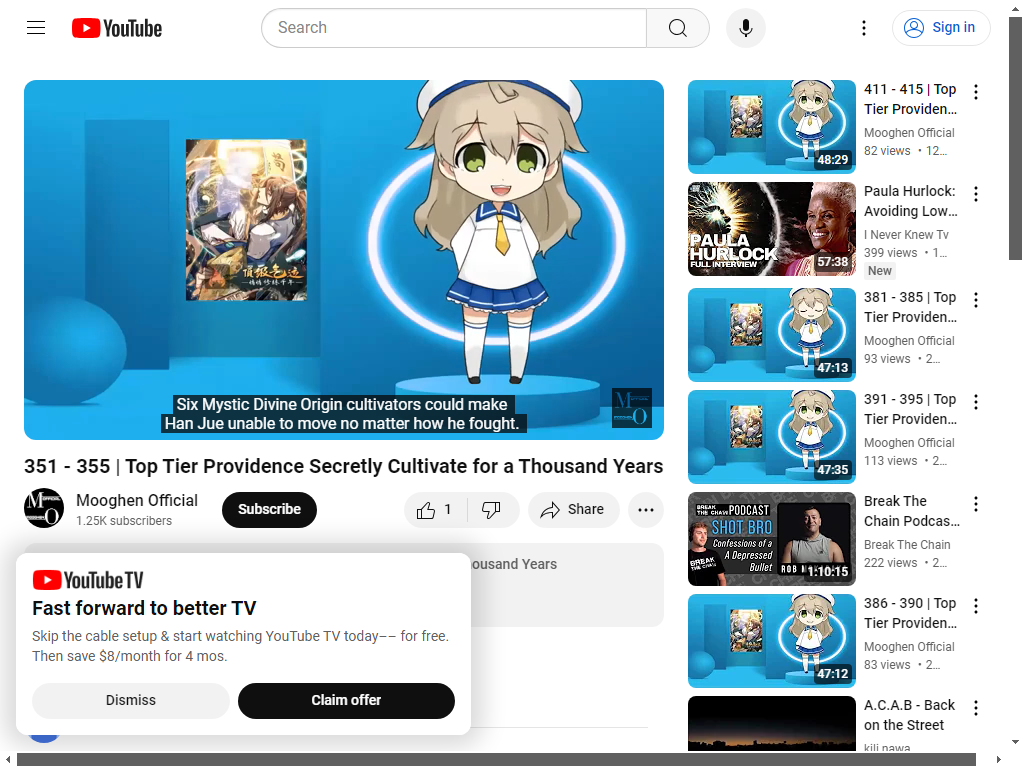 YouTube
Search
Sign in
Six Mystic Divine Origin cultivators could make
Han Jue unable to move no matter how he fought.
351 - 355 | Top Tier Providence Secretly Cultivate for a Thousand Years
Mooghen Official
1.25K subscribers
Subscribe
1
Share
ousand Years
YouTube TV
Fast forward to better TV
Skip the cable setup & start watching YouTube TV today–– for free.
Then save $8/month for 4 mos.
Dismiss
Claim offer
48:29
411 - 415 | Top
Tier Providen...
Mooghen Official
82 views • 12...
PAULA
HURLOCK
FULL INTERVIEW
57:38
Paula Hurlock:
Avoiding Low...
I Never Knew Tv
399 views • 1...
New
47:13
381 - 385 | Top
Tier Providen...
Mooghen Official
93 views • 2...
47:35
391 - 395 | Top
Tier Providen...
Mooghen Official
113 views • 2...
BREAK THE CHAIN PODCAST
SHOT BRO
Confessions of a
A Depressed
Bullet
1:10:15
Break The
Chain Podcas...
Break The Chain
222 views • 2...
47:12
386 - 390 | Top
Tier Providen...
Mooghen Official
83 views • 2...
A.C.A.B - Back
on the Street
kili nawa